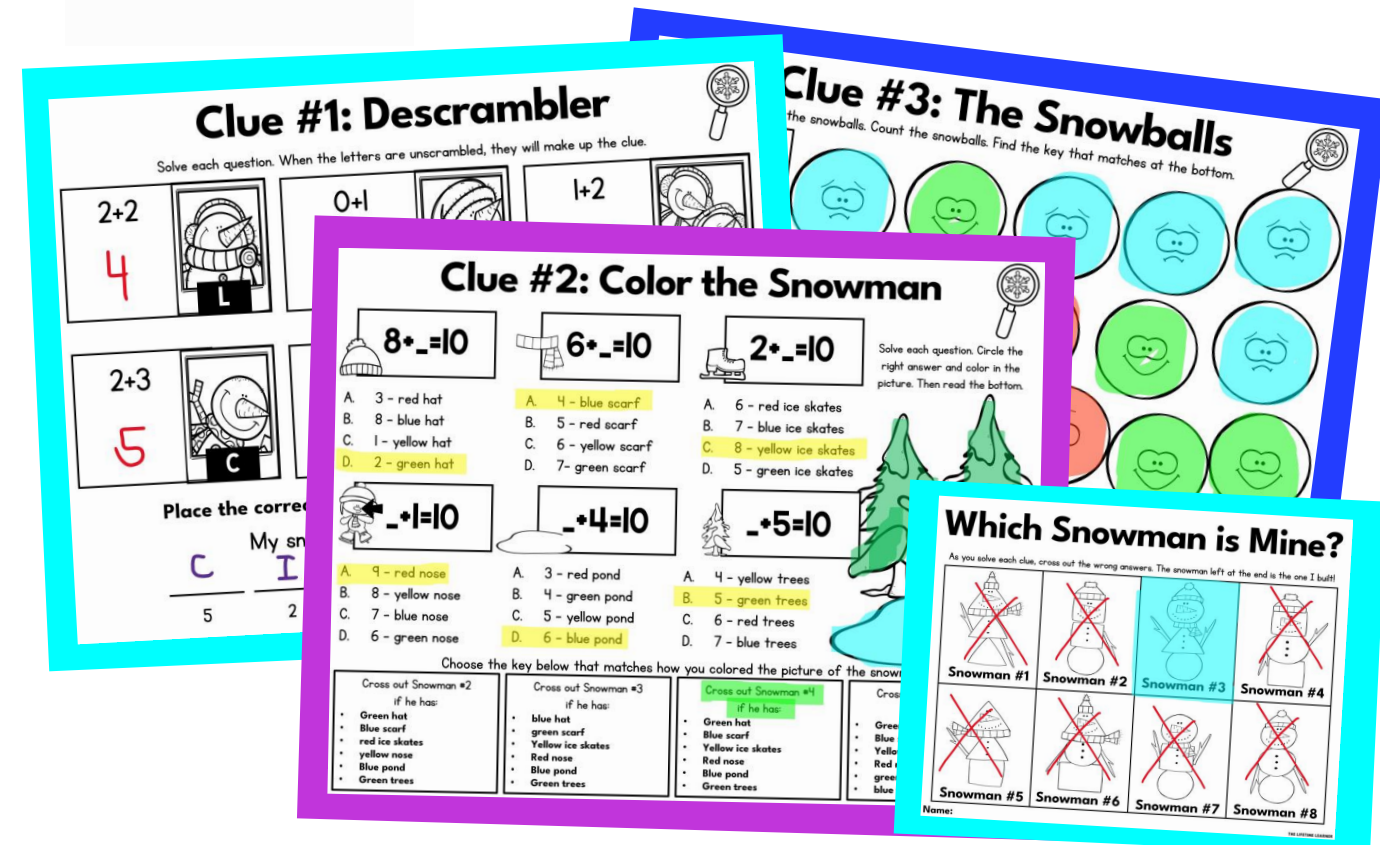 Clue #1: Descrambler
Solve each question. When the letters are unscrambled, they will make up the clue.
2+2
4
L
0+1
1+2
2+3
5
C
Place the
My
C I
5 2
Clue #3: The Snowballs
the snowballs. Count the snowballs. Find the key that matches at the bottom.
Clue #2: Color the Snowman
8+_=10
6+_=10
2+_=10
Solve each question. Circle the
right answer and color in the
picture. Then read the bottom.
A. 3 - red hat
B. 8 - blue hat
C. 1 - yellow hat
D. 2 - green hat
A. 4 - blue scarf
B. 5 - red scarf
C. 6 - yellow scarf
D. 7- green scarf
A. 6 - red ice skates
B. 7 - blue ice skates
C. 8 - yellow ice skates
D. 5 - green ice skates
_+1=10
_+4=10
_+5=10
A. 9 - red nose
B. 8 - yellow nose
C. 7 - blue nose
D. 6 - green nose
A. 3 - red pond
B. 4 - green pond
C. 5 - yellow pond
D. 6 - blue pond
A. 4 - yellow trees
B. 5 - green trees
C. 6 - red trees
D. 7 - blue trees
Choose the key below that matches how you colored the picture of the
Cross out Snowman #2
if he has:
• Green hat
• Blue scarf
• red ice skates
• yellow nose
• Blue pond
• Green trees
Cross out Snowman #3
if he has:
• blue hat
• green scarf
• Yellow ice skates
• Red nose
• Blue pond
• Green trees
Cross out Snowman #4
if he has:
• Green hat
• Blue scarf
• Yellow ice skates
• Red nose
• Blue pond
• Green trees
Which Snowman is Mine?
As you solve each clue, cross out the wrong answers. The snowman left at the end is the one I built!
Snowman #1
Snowman #2
Snowman #3
Snowman #4
Snowman #5
Snowman #6
Snowman #7
Snowman #8
Name:
THE LIFETIME LEARNER